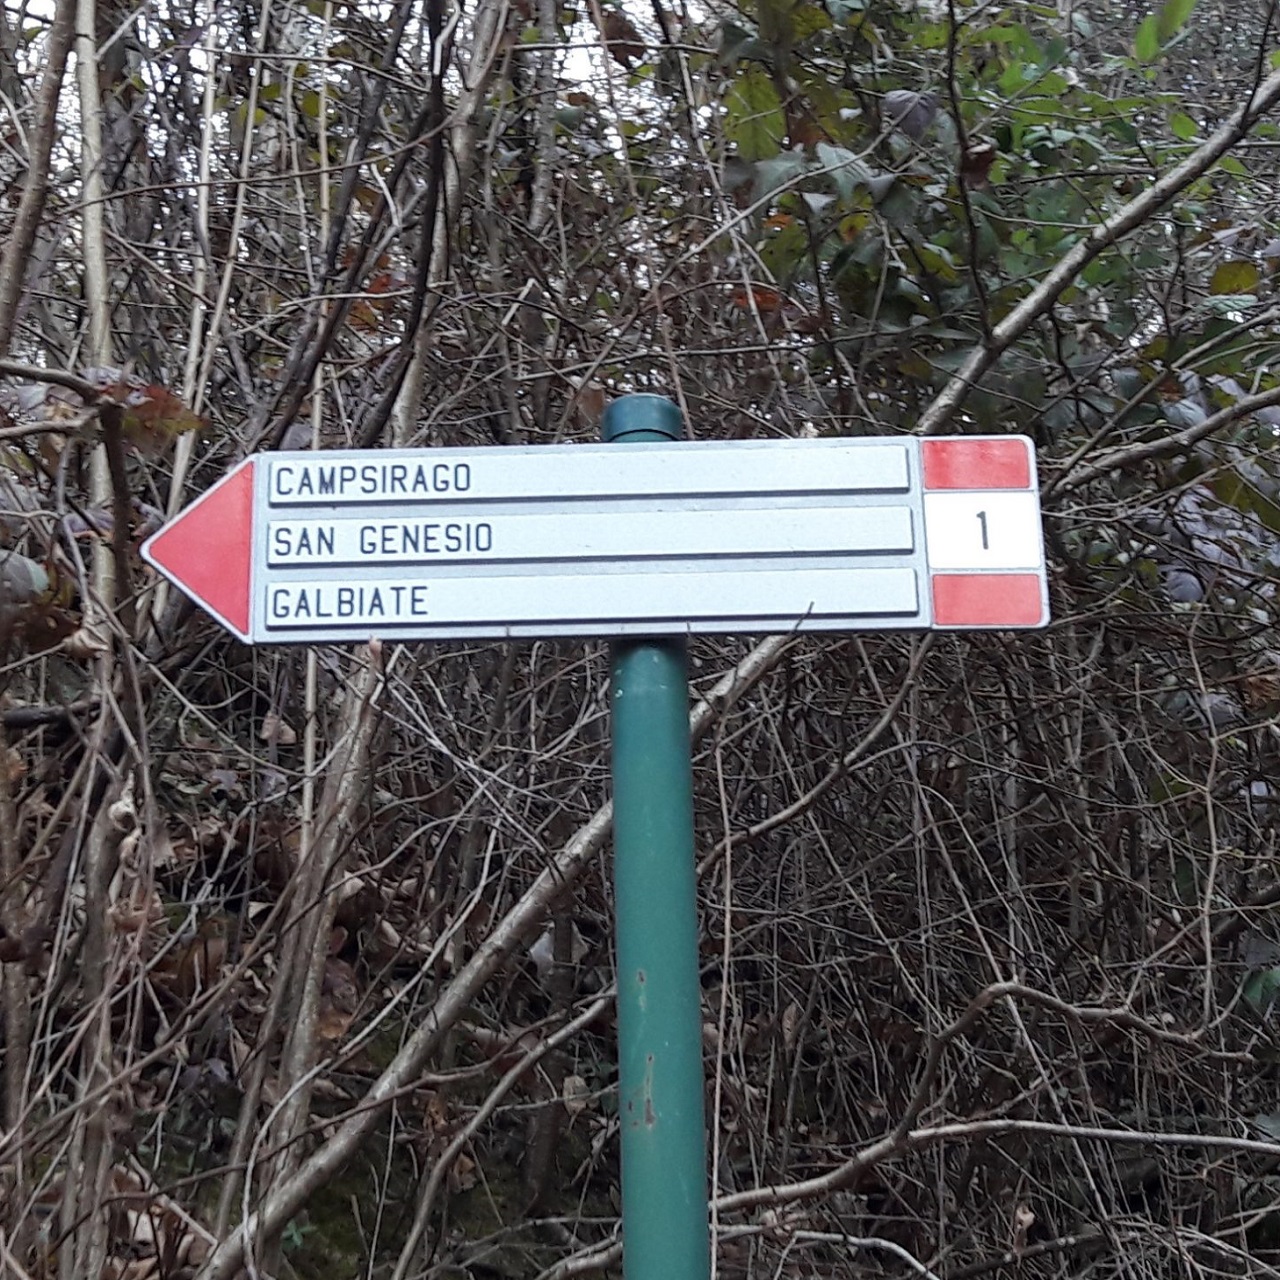 CAMPSIRAGO
SAN GENESIO
GALBIATE
1